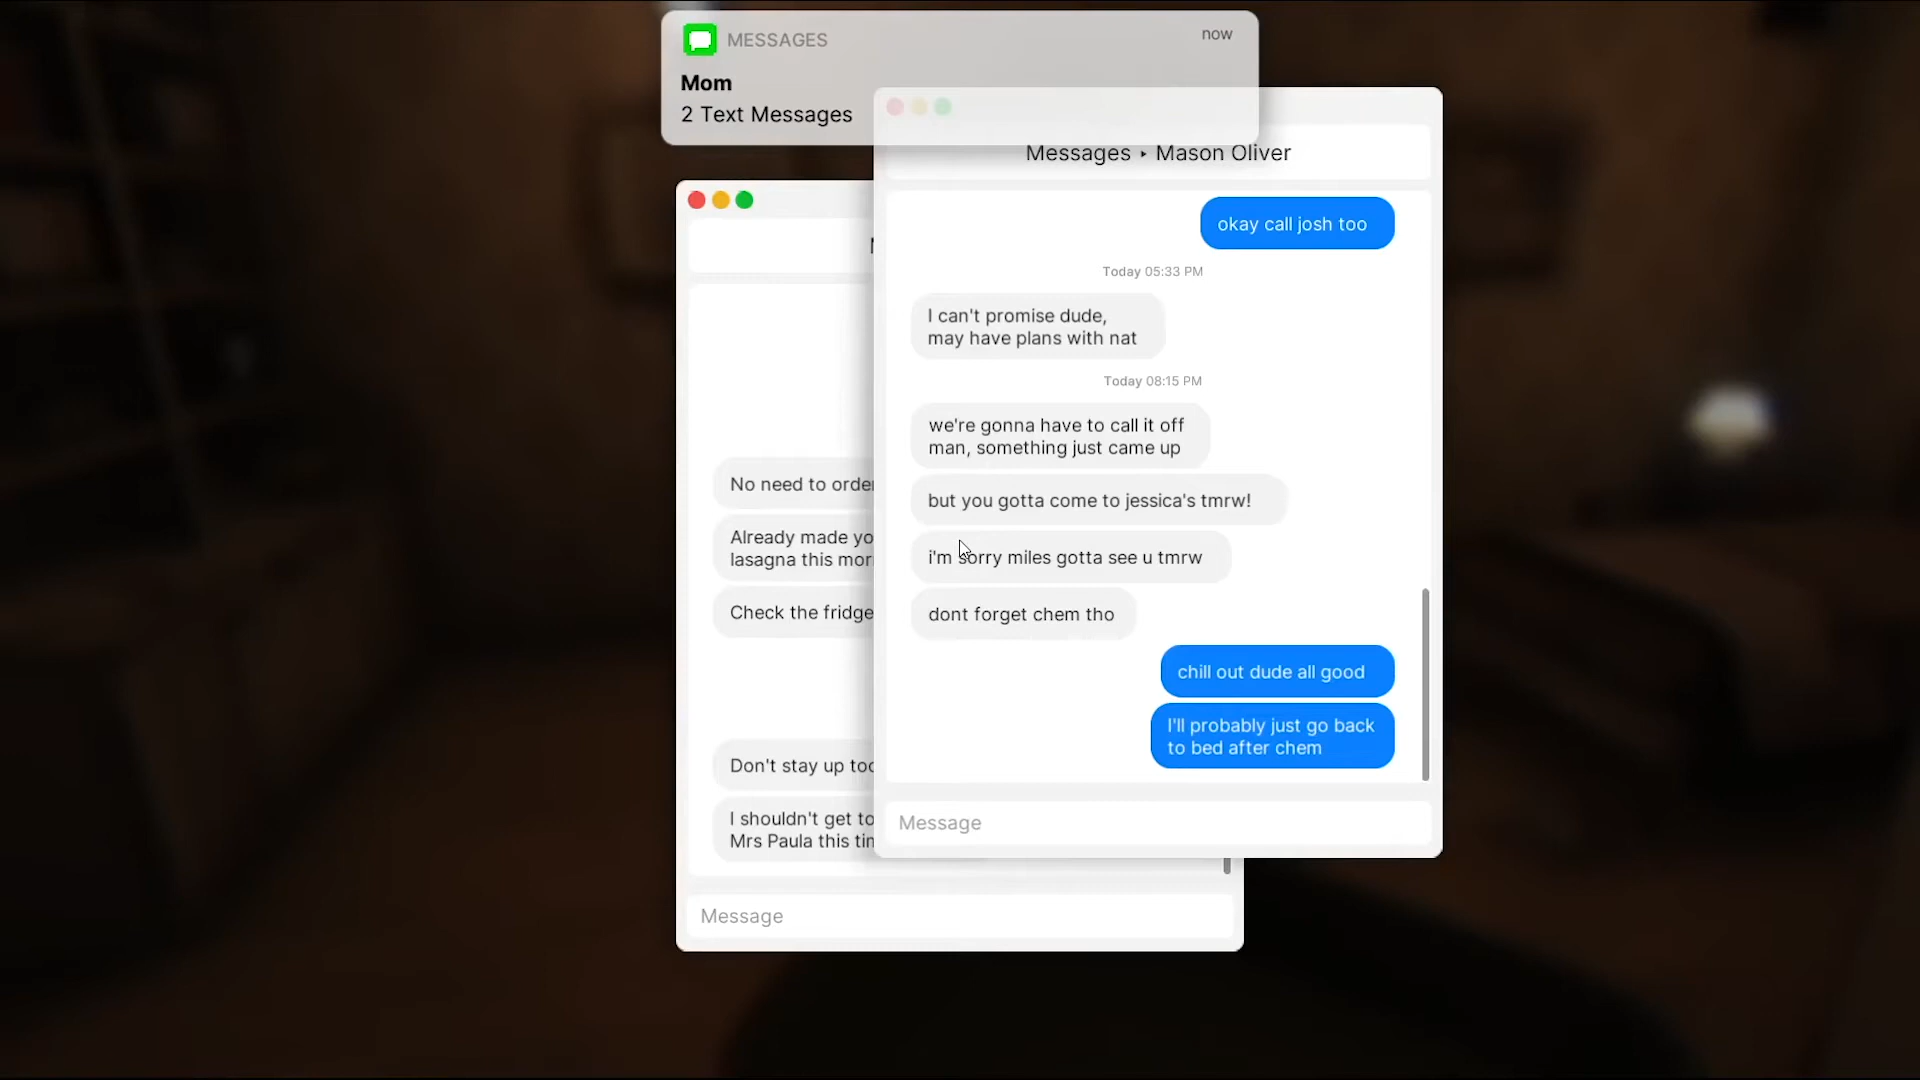 MESSAGES
now
Mom
2 Text Messages
Messages ‣ Mason Oliver
okay call josh too
Today 05:33 PM
I can't promise dude,
may have plans with nat
Today 08:15 PM
we're gonna have to call it off
man, something just came up
but you gotta come to jessica's tmrw!
i'm sorry miles gotta see u tmrw
dont forget chem tho
chill out dude all good
I'll probably just go back
to bed after chem
Message
No need to order
Already made yo
lasagna this mor
Check the fridge
Don't stay up too
I shouldn't get to
Mrs Paula this tim
Message